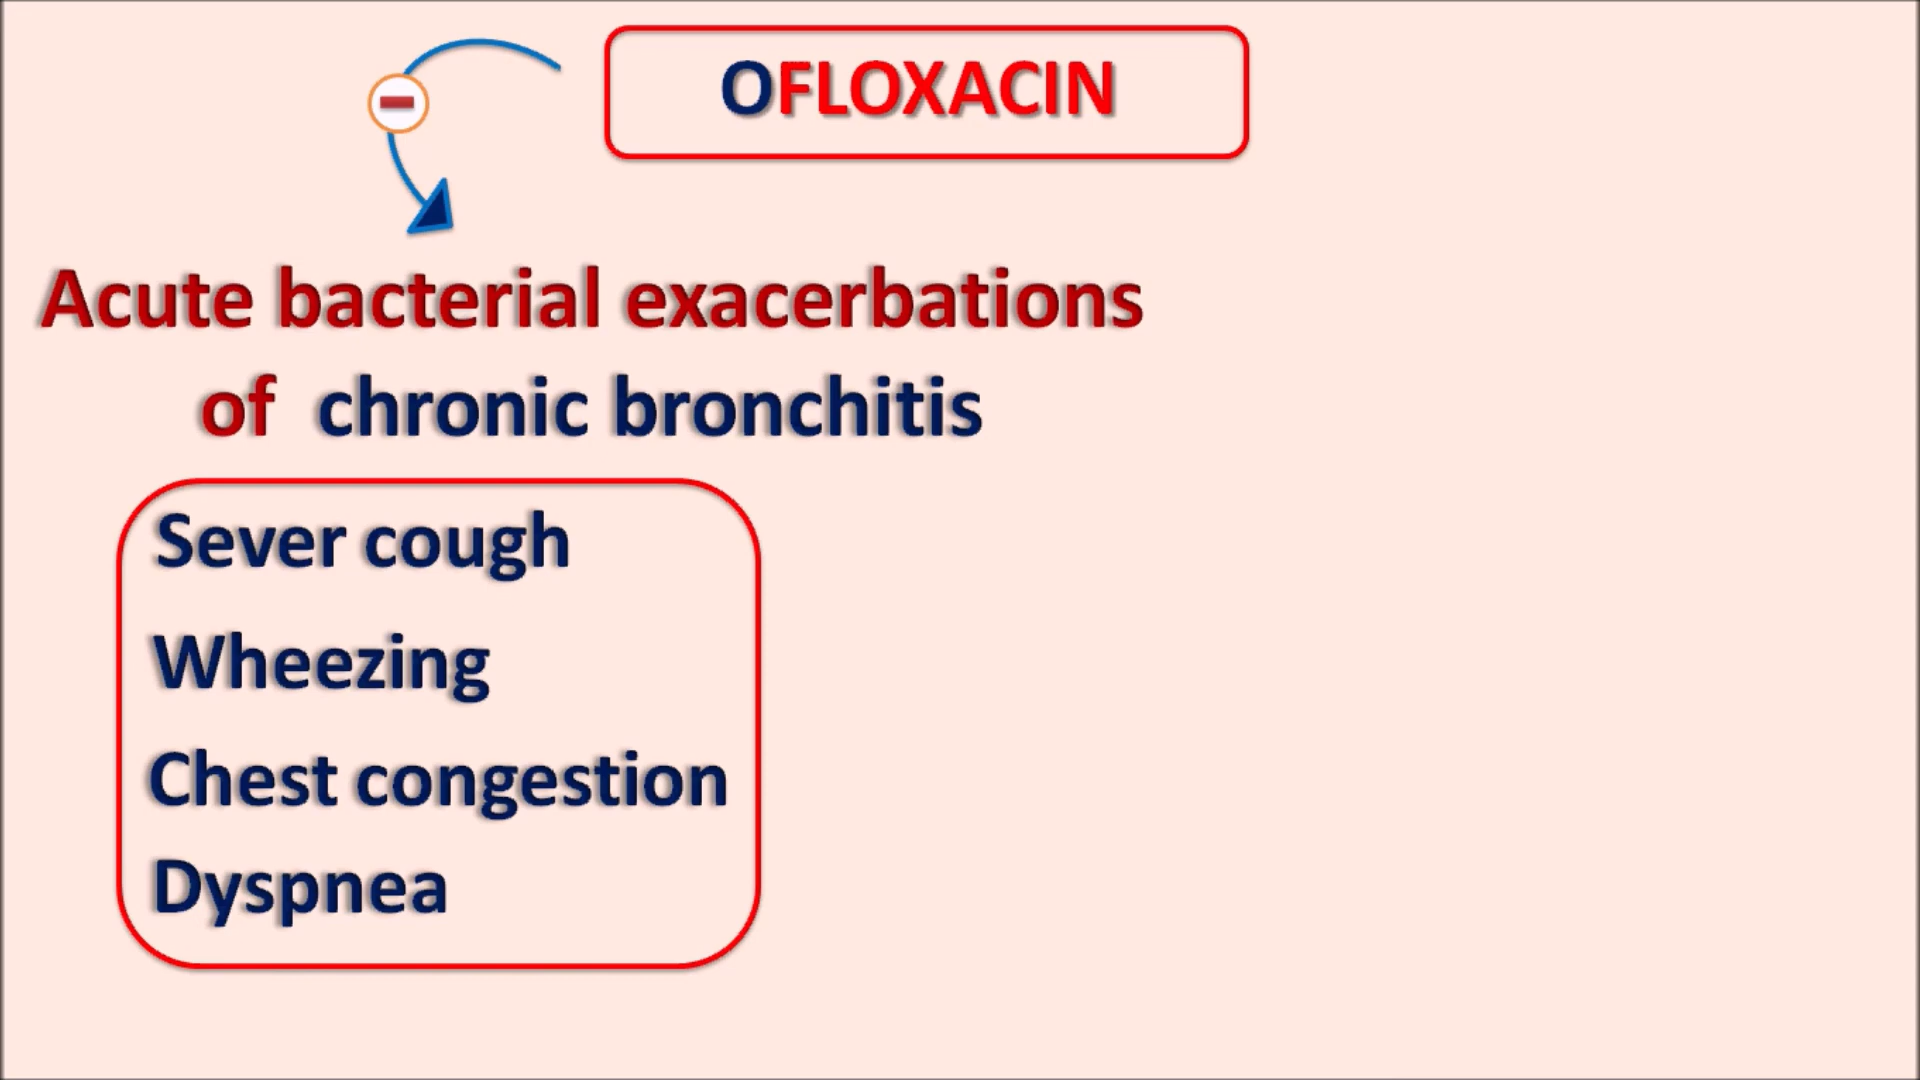 OFLOXACIN
Acute bacterial exacerbations
of chronic bronchitis
Sever cough
Wheezing
Chest congestion
Dyspnea